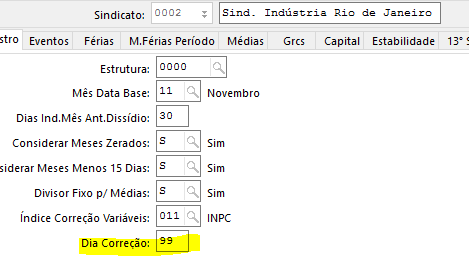 Sindicato: 0002 Sind. Indústria Rio de Janeiro
stro Eventos Férias M.Férias Período Médias Grcs Capital Estabilidade 13º S
Estrutura: 0000
Mês Data Base: 11 Novembro
Dias Ind.Mês Ant.Dissídio: 30
Considerar Meses Zerados: S Sim
siderar Meses Menos 15 Dias: S Sim
Divisor Fixo p/ Médias: S Sim
Índice Correção Variáveis: 011 INPC
Dia Correção: 99